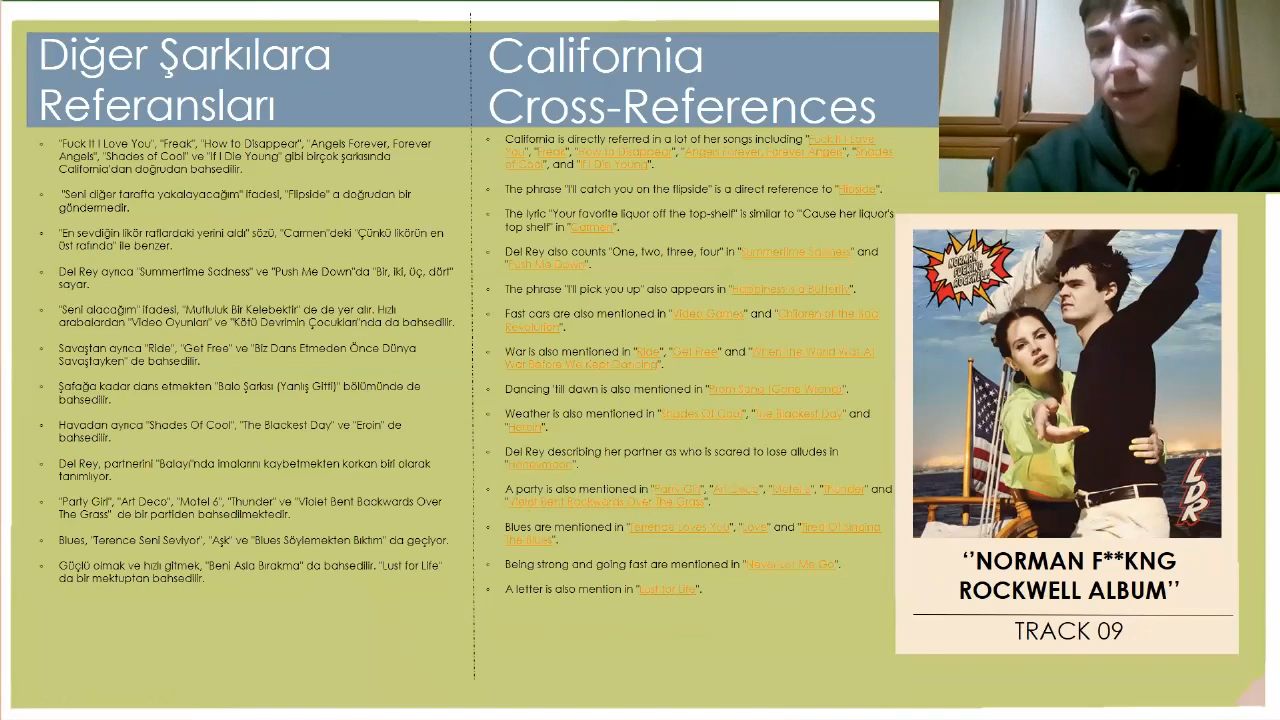 Diğer Şarkılara
Referansları
"Fuck It I Love You", "Freak", "How to Disappear", "Angels Forever, Forever
Angels", "Shades of Cool" ve "If I Die Young" gibi birçok şarkısında
California'dan doğrudan bahsedilir.
"Seni diğer tarafta yakalayacağım" ifadesi, "Flipside" a doğrudan bir
göndermedir.
"En sevdiğin likör raflardaki yerini aldı" sözü, "Carmen"deki "Çünkü likörün en
üst rafında" ile benzer.
Del Rey ayrıca "Summertime Sadness" ve "Push Me Down"da "Bir, iki, üç, dört"
sayar.
"Seni alacağım" ifadesi, "Mutluluk Bir Kelebektir" de de yer alır. Hızlı
arabalardan "Video Oyunları" ve "Kötü Devrimin Çocukları"nda da bahsedilir.
Savaştan ayrıca "Ride", "Get Free" ve "Biz Dans Etmeden Önce Dünya
Savaştayken" de bahsedilir.
Şafağa kadar dans etmekten "Balo Şarkısı (Yanlış Gitti)" bölümünde de
bahsedilir.
Havadan ayrıca "Shades Of Cool", "The Blackest Day" ve "Eroin" de
bahsedilir.
Del Rey, partnerini "Balayı"nda imalarını kaybetmekten korkan biri olarak
tanımlıyor.
"Party Girl", "Art Deco", "Motel 6", "Thunder" ve "Violet Bent Backwards Over
The Grass" de bir partiden bahsedilmektedir.
Blues, "Terence Seni Seviyor", "Aşk" ve "Blues Söylemekten Bıktım" da geçiyor.
Güçlü olmak ve hızlı gitmek, "Beni Asla Bırakma" da bahsedilir. "Lust for Life"
da bir mektuptan bahsedilir.
California
Cross-References
California is directly referred in a lot of her songs including "Fuck It I Love
You", "Freak", "How to Disappear", "Angels Forever, Forever Angels", "Shades
of Cool", and "If I Die Young".
The phrase "I'll catch you on the flipside" is a direct reference to "Flipside".
The lyric "Your favorite liquor off the top-shelf" is similar to "'Cause her liquor's
top shelf" in "Carmen".
Del Rey also counts "One, two, three, four" in "Summertime Sadness" and
"Push Me Down".
The phrase "I'll pick you up" also appears in "Happiness is a Butterfly".
Fast cars are also mentioned in "Video Games" and "Children of the Bad
Revolution".
War is also mentioned in "Ride", "Get Free" and "When The World Was At
War Before We Kept Dancing".
Dancing 'till dawn is also mentioned in "Prom Song (Gone Wrong)".
Weather is also mentioned in "Shades Of Cool", "The Blackest Day" and
"Heroin".
Del Rey describing her partner as who is scared to lose alludes in
"Honeymoon".
A party is also mentioned in "Party Girl", "Art Deco", "Motel 6", "Thunder" and
"Violet Bent Backwards Over The Grass".
Blues are mentioned in "Terrence Loves You", "Love" and "Tired Of Singing
The Blues".
Being strong and going fast are mentioned in "Never Let Me Go".
A letter is also mention in "Lust for Life".
NORMAN
FUCKING
ROCKWELL
LDR
‘’NORMAN F**KNG
ROCKWELL ALBUM’’
TRACK 09